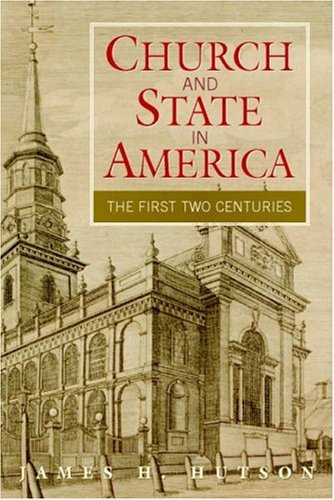 CHURCH
AND
STATE IN
AMERICA
THE FIRST TWO CENTURIES
JAMES H. HUTSON